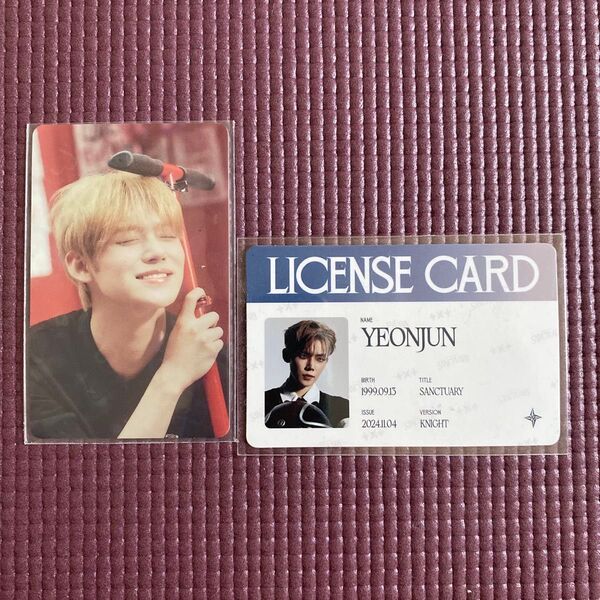 LICENSE CARD
NAME
YEONJUN
BIRTH TITLE
1999.09.13 SANCTUARY
ISSUE VERSION
2024.11.04 KNIGHT